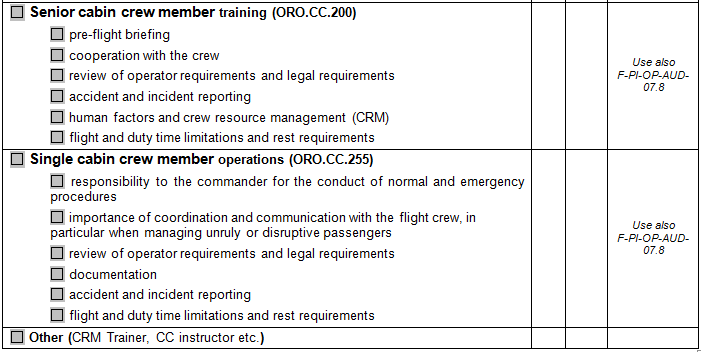 Senior cabin crew member training (ORO.CC.200)
pre-flight briefing
cooperation with the crew
review of operator requirements and legal requirements
accident and incident reporting
human factors and crew resource management (CRM)
flight and duty time limitations and rest requirements
Use also
F-PI-OP-AUD-
07.8
Single cabin crew member operations (ORO.CC.255)
responsibility to the commander for the conduct of normal and emergency
procedures
importance of coordination and communication with the flight crew, in
particular when managing unruly or disruptive passengers
review of operator requirements and legal requirements
documentation
accident and incident reporting
flight and duty time limitations and rest requirements
Use also
F-PI-OP-AUD-
07.8
Other (CRM Trainer, CC instructor etc.)